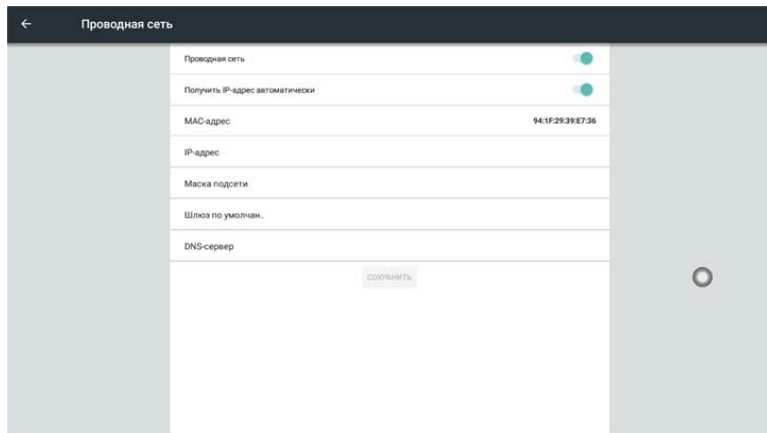 Проводная сеть
Проводная сеть
Получить IP-адрес автоматически
MAC-адрес 94:1F:29:39:E7:36
IP-адрес
Маска подсети
Шлюз по умолчан..
DNS-сервер
СОХРАНИТЬ